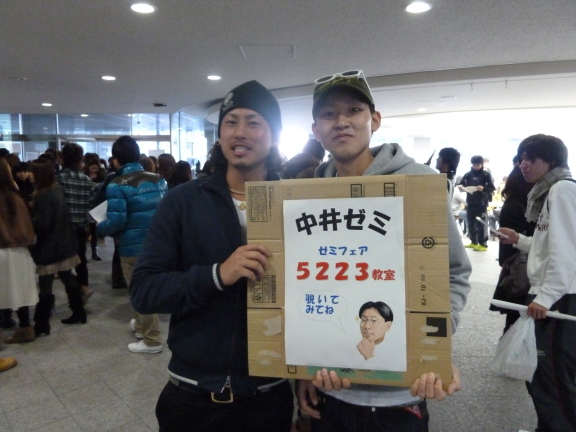 中井ゼミ
ゼミフェア
5223教室
覗いて
みてね